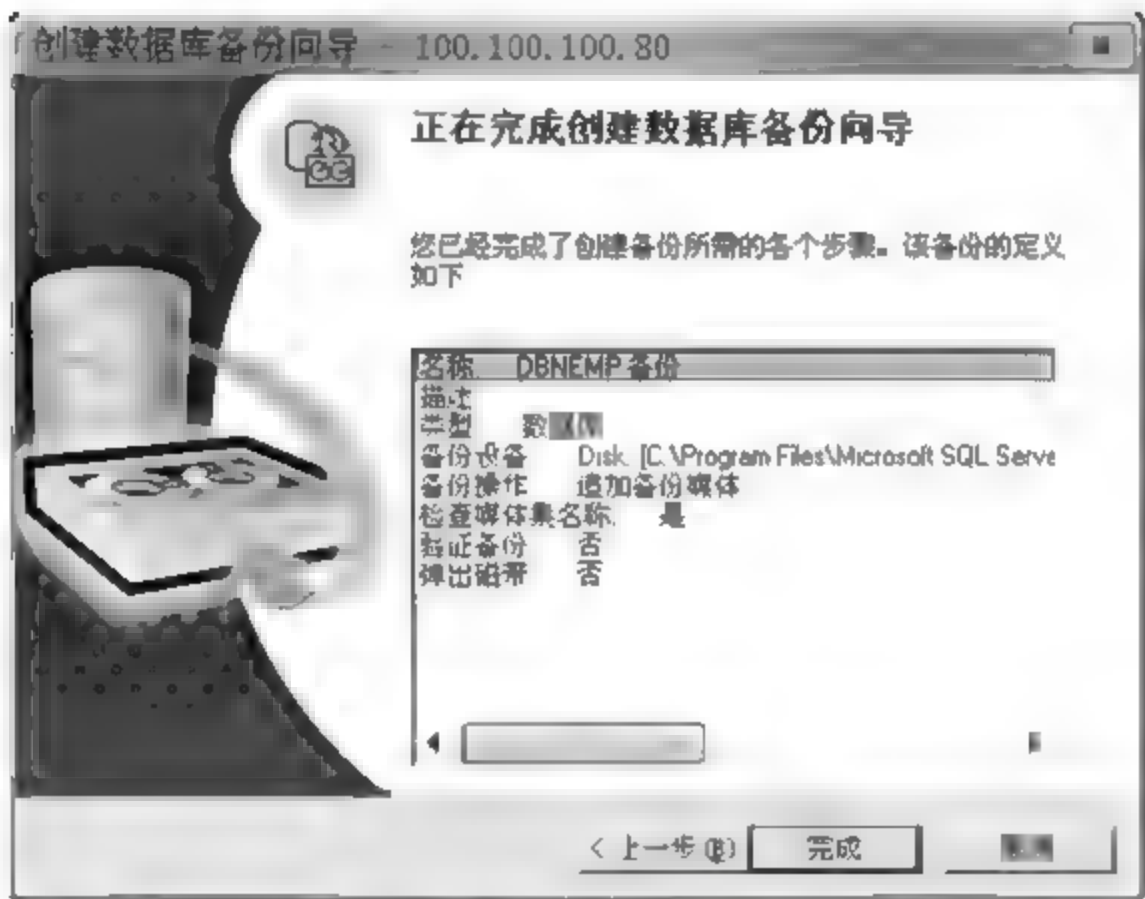 创建数据库备份向导 - 100.100.100.80
正在完成创建数据库备份向导
您已经完成了创建备份所需的各个步骤。该备份的定义
如下
名称: DBNEMP 备份
描述
类型 数据库
备份设备 Disk: [C:\Program Files\Microsoft SQL Serve
备份操作 追加备份媒体
检查媒体集名称: 是
验证备份 否
弹出磁带 否
< 上一步(B) 完成